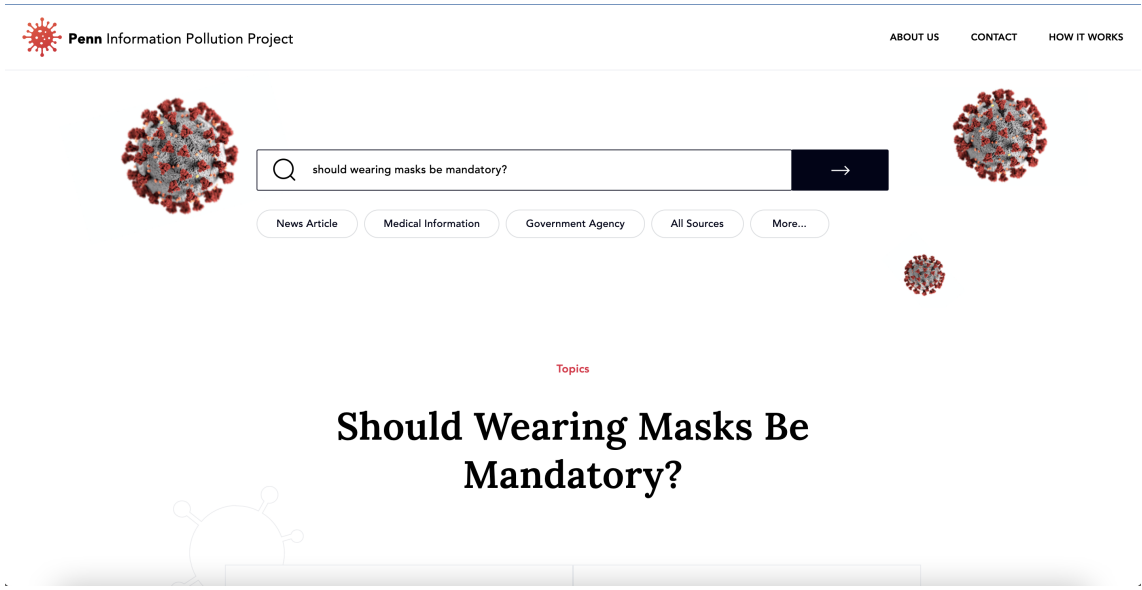 Penn Information Pollution Project
ABOUT US CONTACT HOW IT WORKS
should wearing masks be mandatory?
News Article Medical Information Government Agency All Sources More...
Topics
Should Wearing Masks Be
Mandatory?